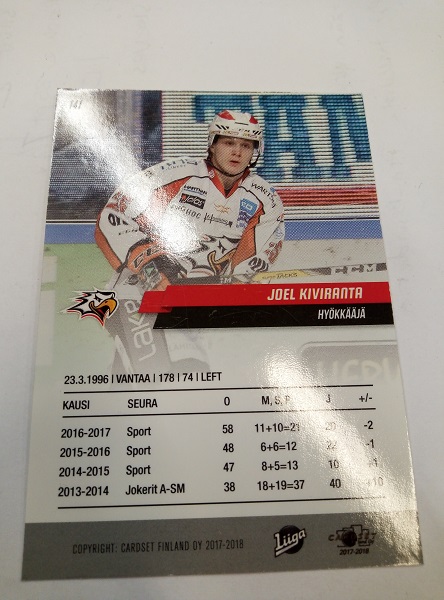 141
TAN
CCM
TACKS
JOEL KIVIRANTA
HYÖKKÄÄJÄ
23.3.1996 | VANTAA | 178 | 74 | LEFT
KAUSI SEURA O M, S, P J +/-
2016-2017 Sport 58 11+10=21 20 -2
2015-2016 Sport 48 6+6=12 22 -1
2014-2015 Sport 47 8+5=13 10
2013-2014 Jokerit A-SM 38 18+19=37 40 +10
COPYRIGHT: CARDSET FINLAND OY 2017-2018
Liiga
2017-2018